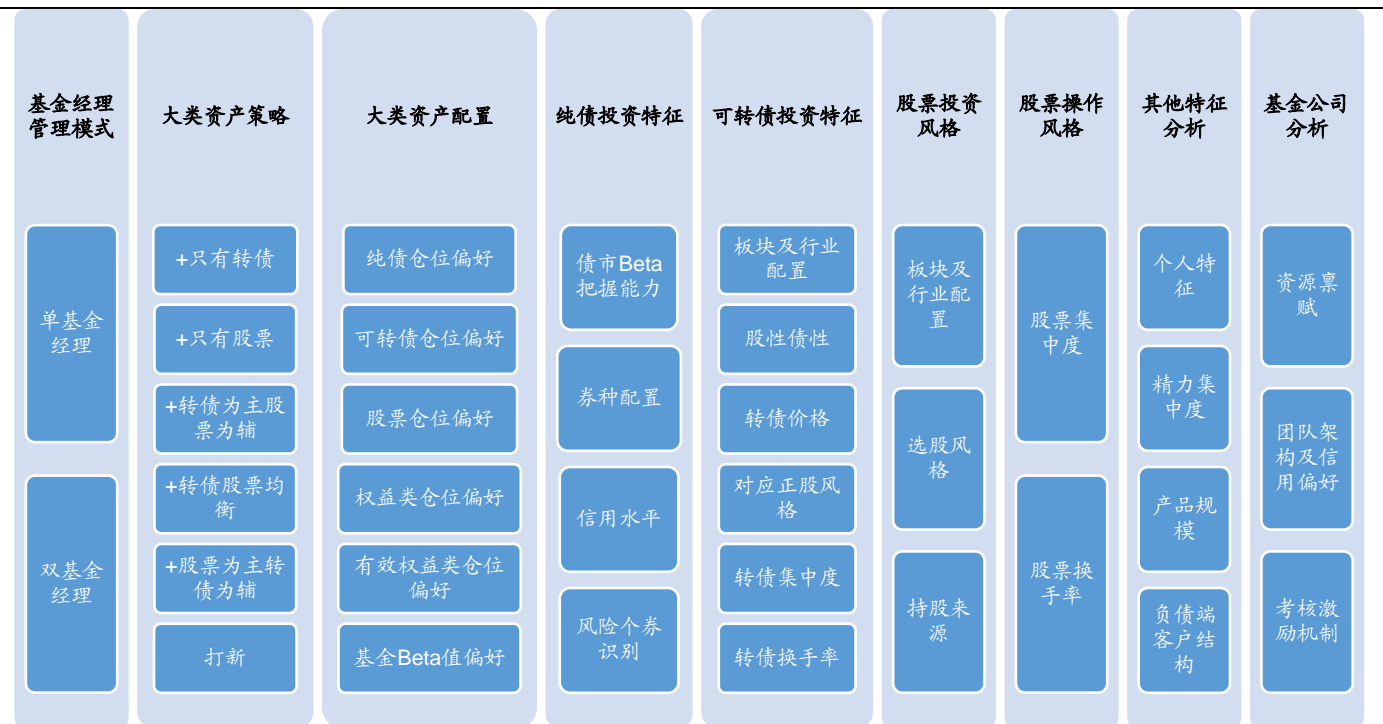 基金经理
管理模式
单基金
经理
双基金
经理
大类资产策略
+只有转债
+只有股票
+转债为主股
票为辅
+转债股票均
衡
+股票为主转
债为辅
打新
大类资产配置
纯债仓位偏好
可转债仓位偏好
股票仓位偏好
权益类仓位偏好
有效权益类仓位
偏好
基金Beta值偏好
纯债投资特征
债市Beta
把握能力
券种配置
信用水平
风险个券
识别
可转债投资特征
板块及行业
配置
股性债性
转债价格
对应正股风
格
转债集中度
转债换手率
股票投资
风格
板块及
行业配
置
选股风
格
持股来
源
股票操作
风格
股票集
中度
股票换
手率
其他特征
分析
个人特
征
精力集
中度
产品规
模
负债端
客户结
构
基金公司
分析
资源禀
赋
团队架
构及信
用偏好
考核激
励机制